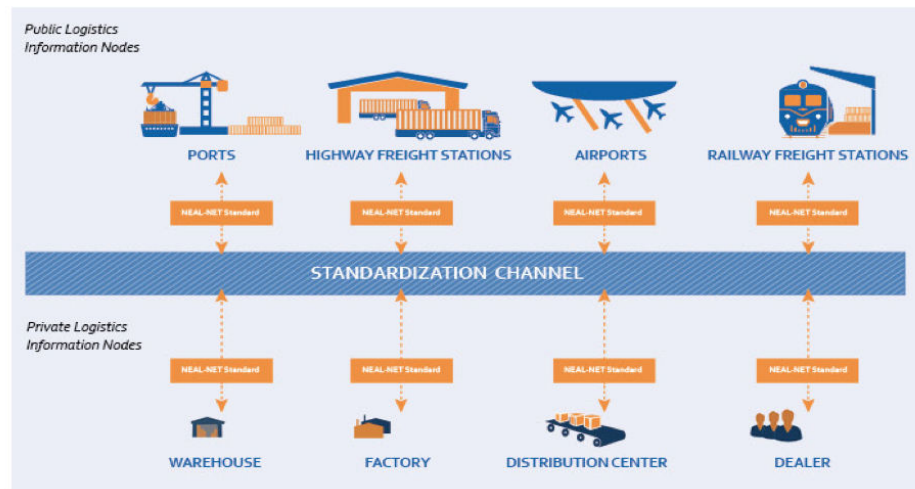 Public Logistics
Information Nodes
PORTS
HIGHWAY FREIGHT STATIONS
AIRPORTS
RAILWAY FREIGHT STATIONS
NEAL-NET Standard
NEAL-NET Standard
NEAL-NET Standard
NEAL-NET Standard
STANDARDIZATION CHANNEL
Private Logistics
Information Nodes
NEAL-NET Standard
NEAL-NET Standard
NEAL-NET Standard
NEAL-NET Standard
WAREHOUSE
FACTORY
DISTRIBUTION CENTER
DEALER